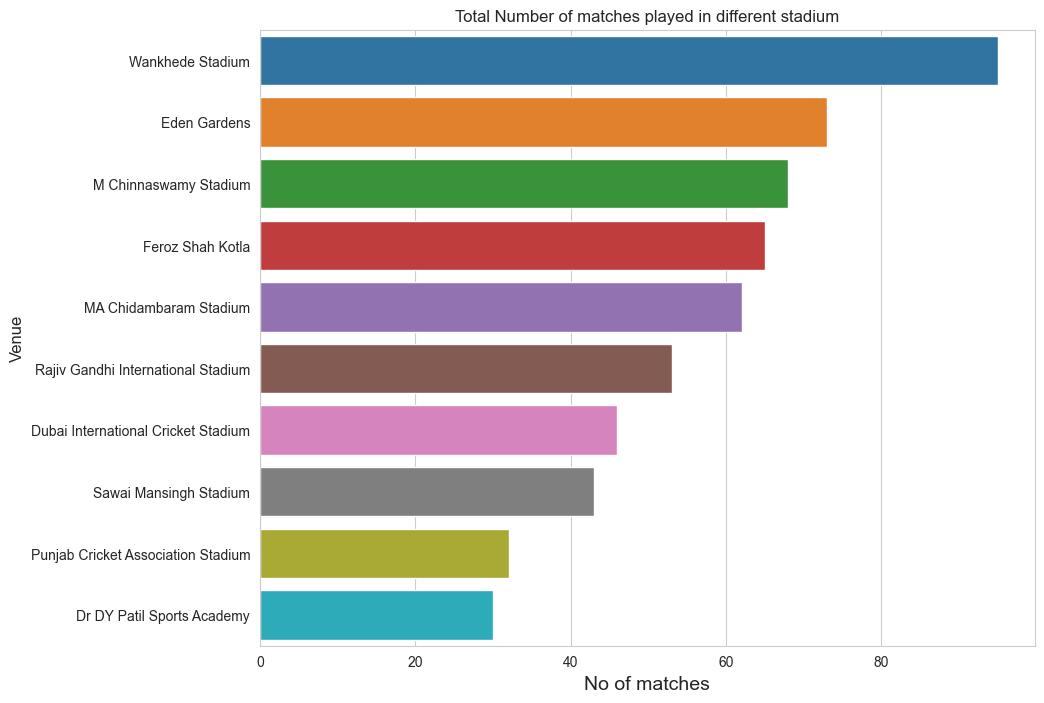 Total Number of matches played in different stadium
Venue
Wankhede Stadium
Eden Gardens
M Chinnaswamy Stadium
Feroz Shah Kotla
MA Chidambaram Stadium
Rajiv Gandhi International Stadium
Dubai International Cricket Stadium
Sawai Mansingh Stadium
Punjab Cricket Association Stadium
Dr DY Patil Sports Academy
0 20 40 60 80
No of matches